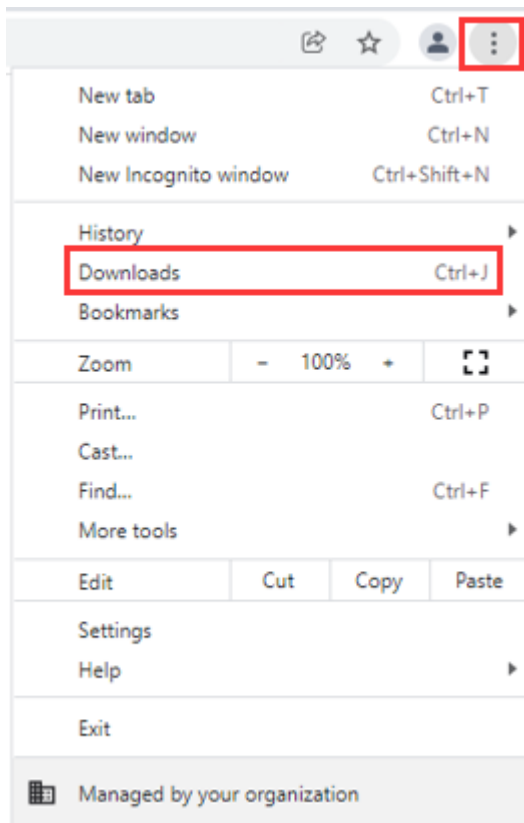 New tab Ctrl+T
New window Ctrl+N
New Incognito window Ctrl+Shift+N
History
Downloads Ctrl+J
Bookmarks
Zoom - 100% +
Print... Ctrl+P
Cast...
Find... Ctrl+F
More tools
Edit Cut Copy Paste
Settings
Help
Exit
Managed by your organization